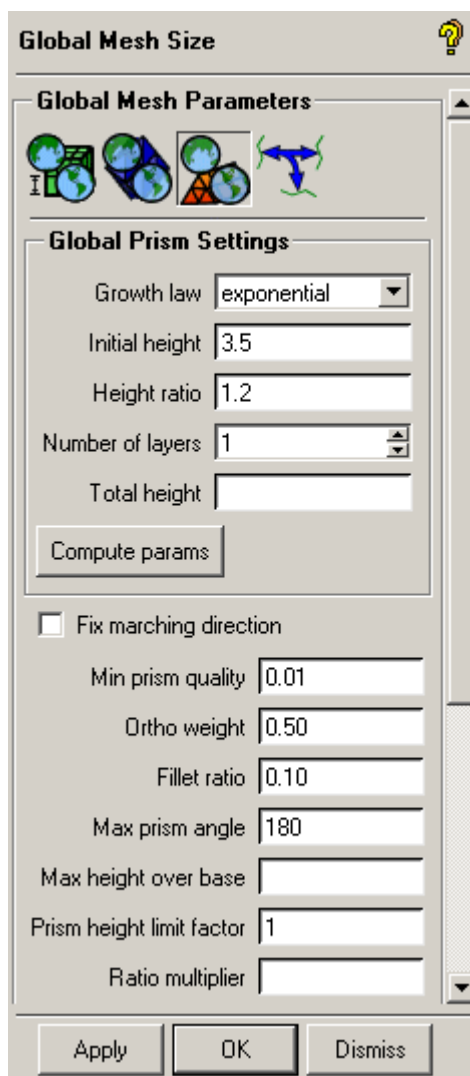 Global Mesh Size
Global Mesh Parameters
Global Prism Settings
Growth law exponential
Initial height 3.5
Height ratio 1.2
Number of layers 1
Total height
Compute params
Fix marching direction
Min prism quality 0.01
Ortho weight 0.50
Fillet ratio 0.10
Max prism angle 180
Max height over base
Prism height limit factor 1
Ratio multiplier
Apply OK Dismiss